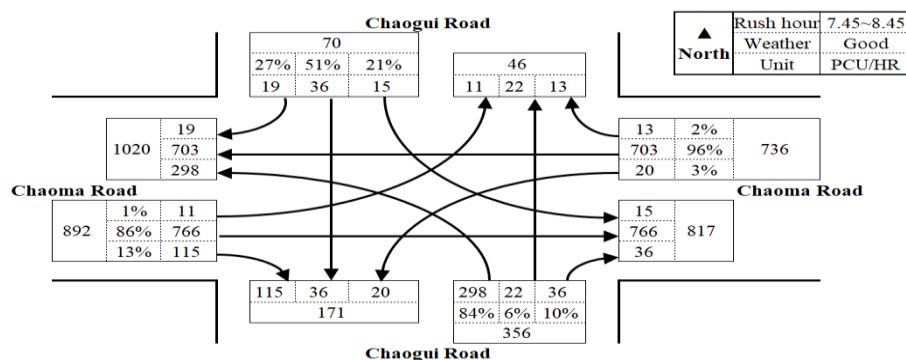 Chaogui Road
70
27% 51% 21%
19 36 15
46
11 22 13
▲
North
Rush hour 7.45~8.45
Weather Good
Unit PCU/HR
1020
19
703
298
13 2%
703 96%
20 3%
736
Chaoma Road
Chaoma Road
892
1% 11
86% 766
13% 115
15
766
36
817
115 36 20
171
298 22 36
84% 6% 10%
356
Chaogui Road